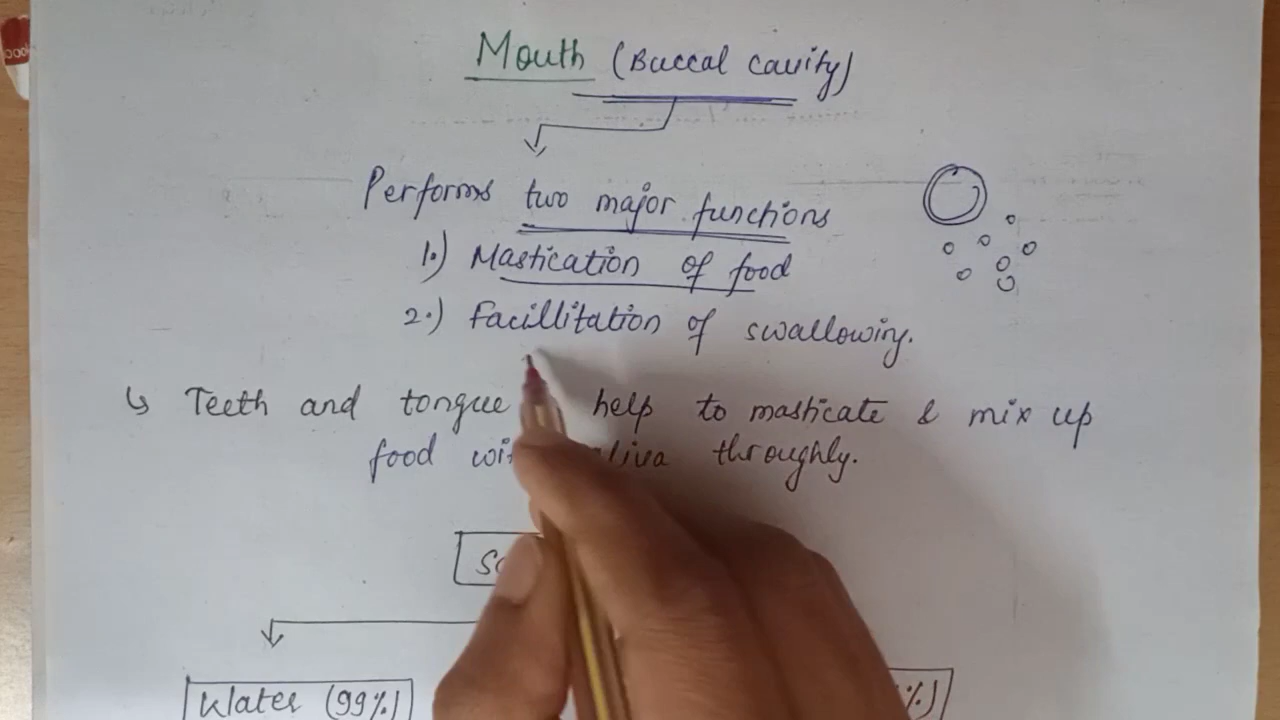 Mouth (Buccal cavity)
Performs two major functions
1.) Mastication of food
2.) Facillitation of swallowing.
↳ Teeth and tongue help to masticate & mix up
food throughly.
Water (99%)